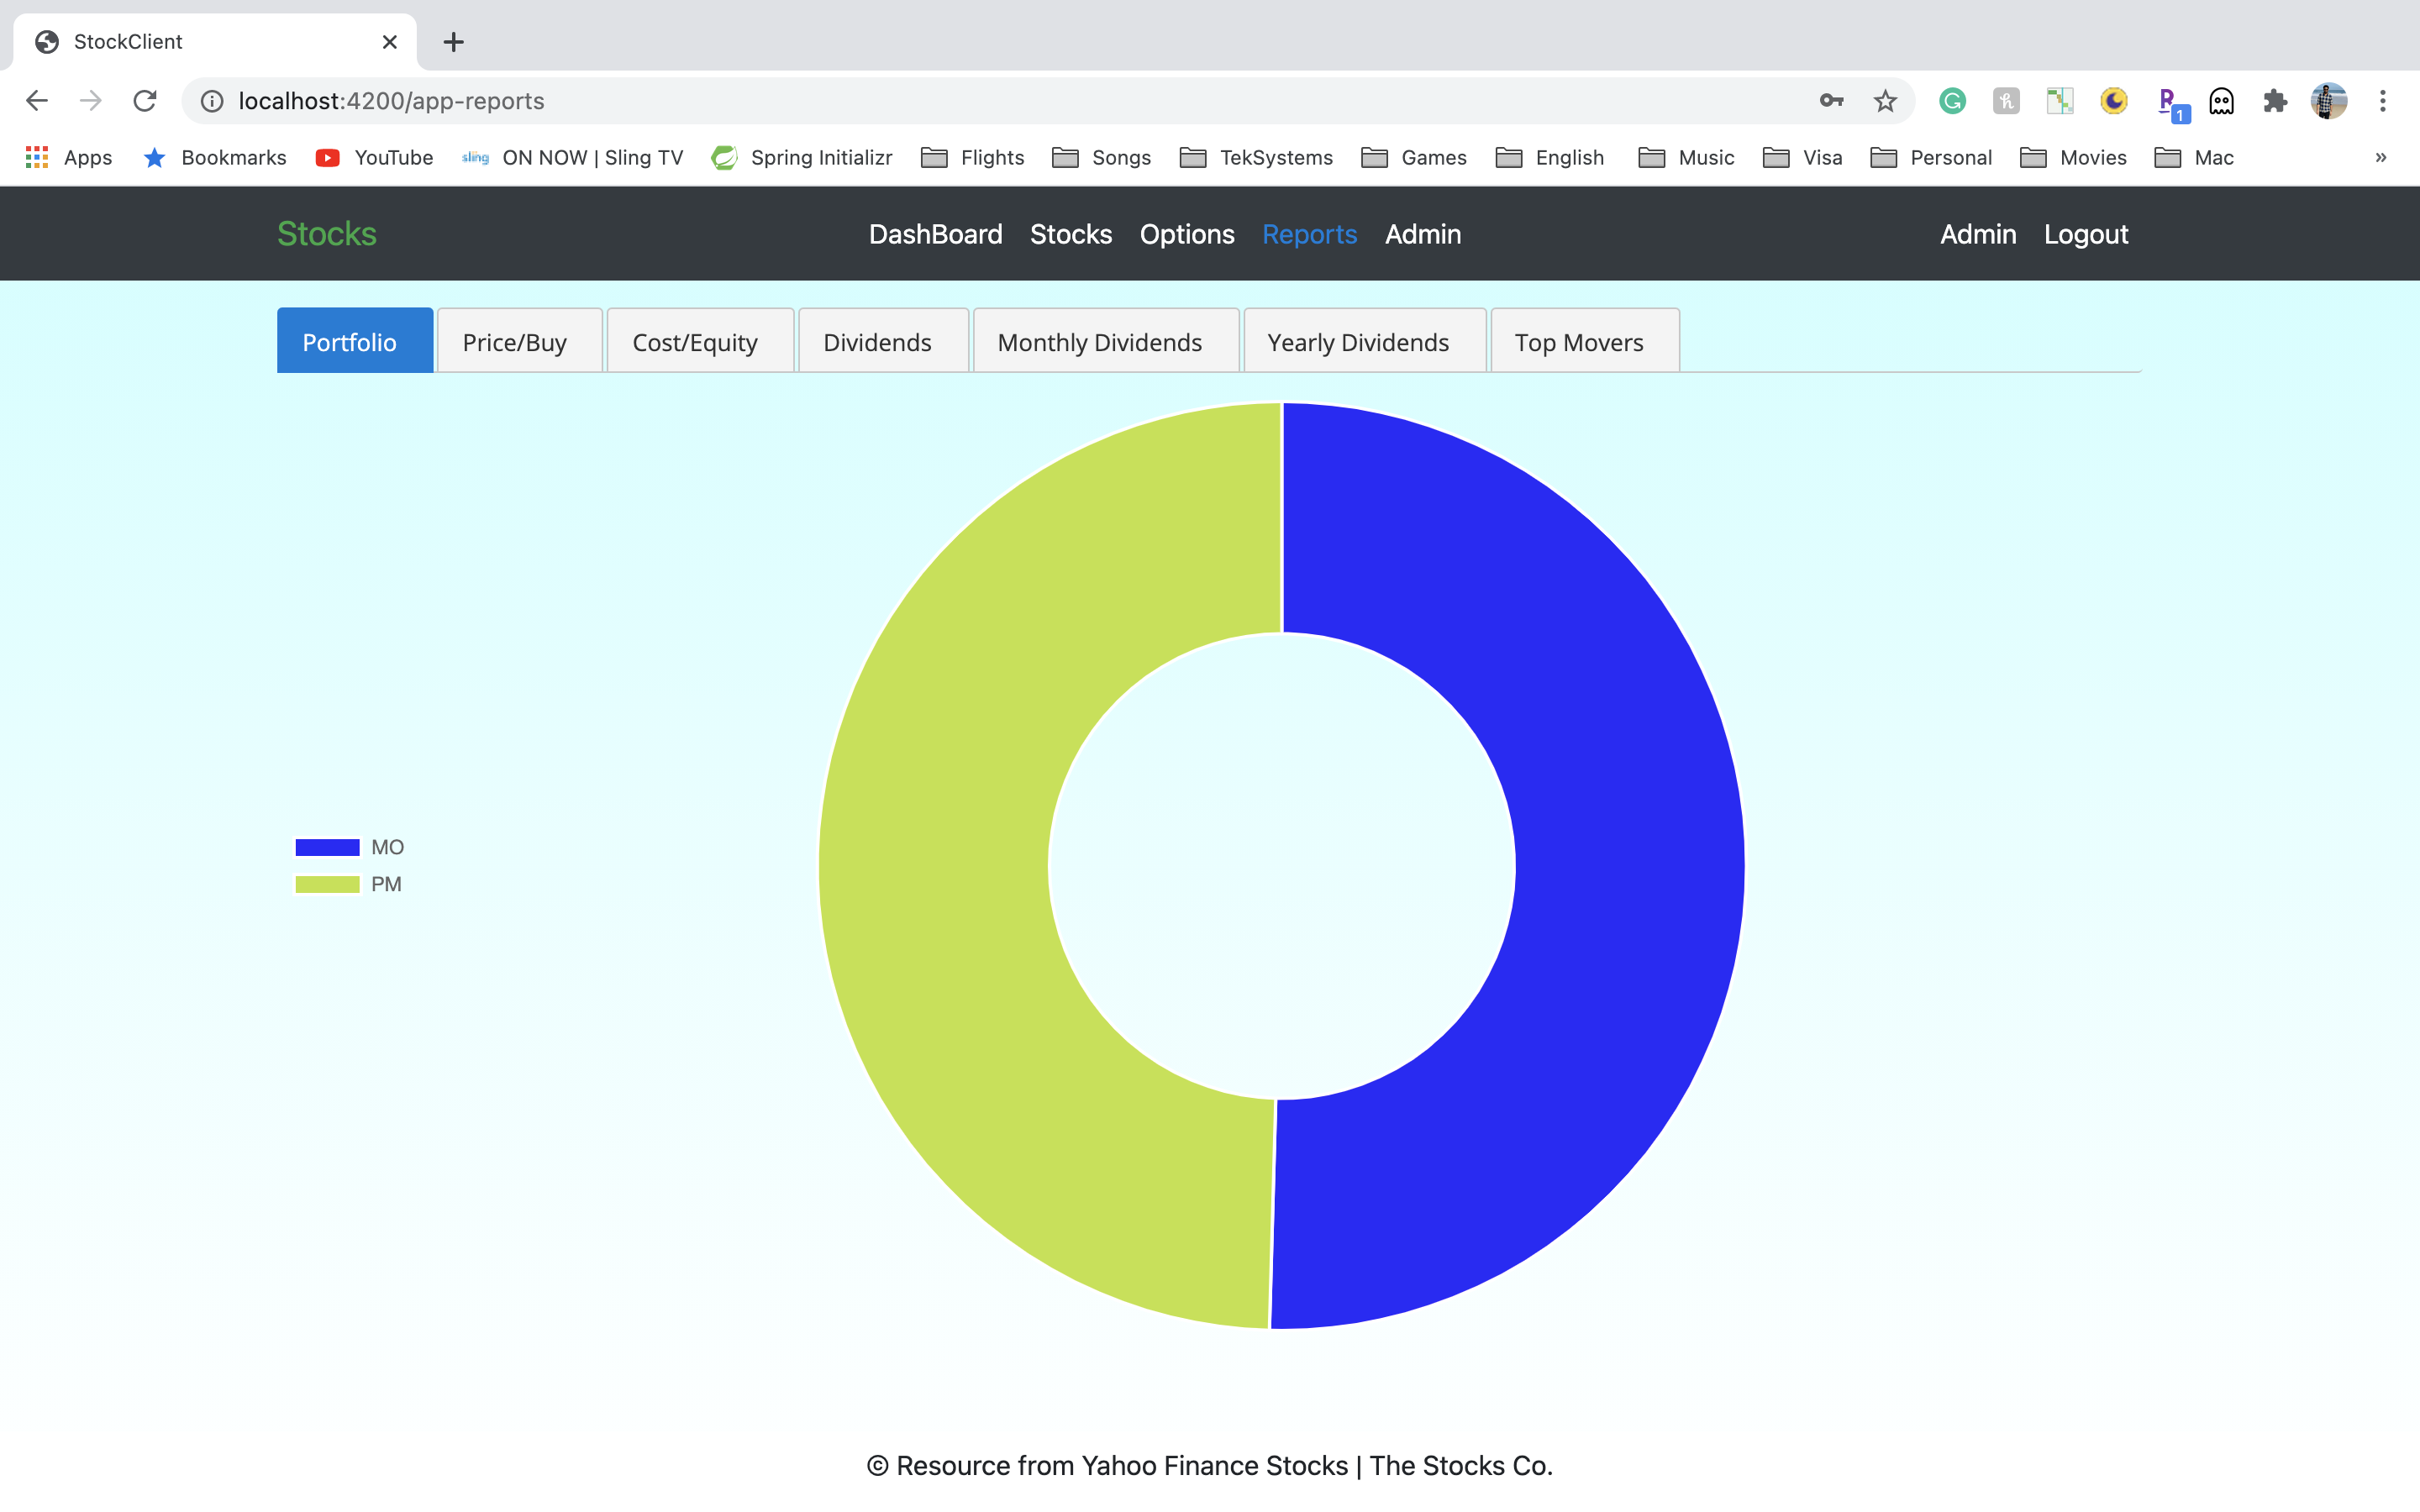 StockClient
localhost:4200/app-reports
1
Apps Bookmarks YouTube sling ON NOW | Sling TV Spring Initializr Flights Songs TekSystems Games English Music Visa Personal Movies Mac »
Stocks DashBoard Stocks Options Reports Admin Admin Logout
Portfolio Price/Buy Cost/Equity Dividends Monthly Dividends Yearly Dividends Top Movers
MO
PM
© Resource from Yahoo Finance Stocks | The Stocks Co.